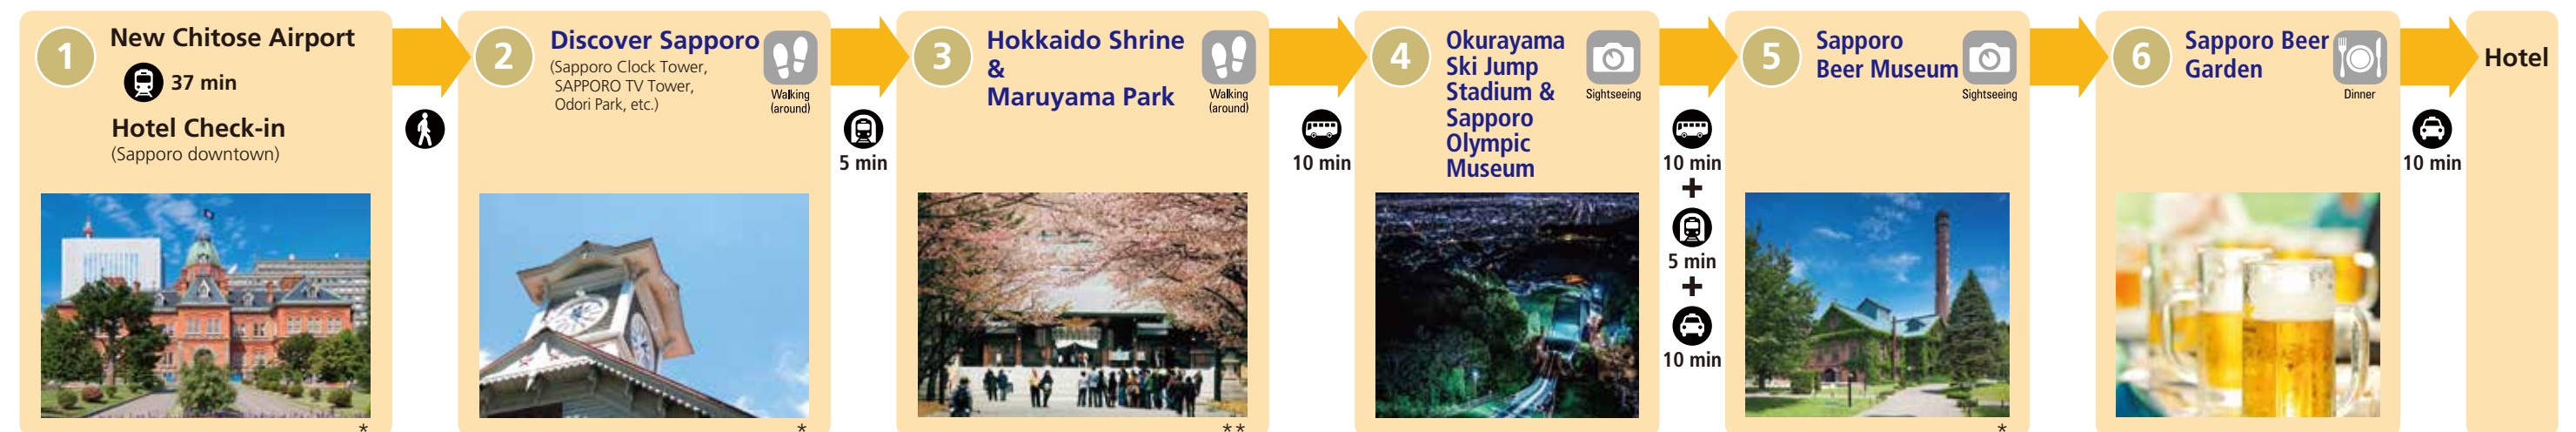 1
New Chitose Airport
37 min
Hotel Check-in
(Sapporo downtown)
*
2
Discover Sapporo
(Sapporo Clock Tower,
SAPPORO TV Tower,
Odori Park, etc.)
Walking
(around)
*
5 min
3
Hokkaido Shrine
&
Maruyama Park
Walking
(around)
**
10 min
4
Okurayama
Ski Jump
Stadium &
Sapporo
Olympic
Museum
Sightseeing
10 min
+
5 min
+
10 min
5
Sapporo
Beer Museum
Sightseeing
*
6
Sapporo Beer
Garden
Dinner
10 min
Hotel